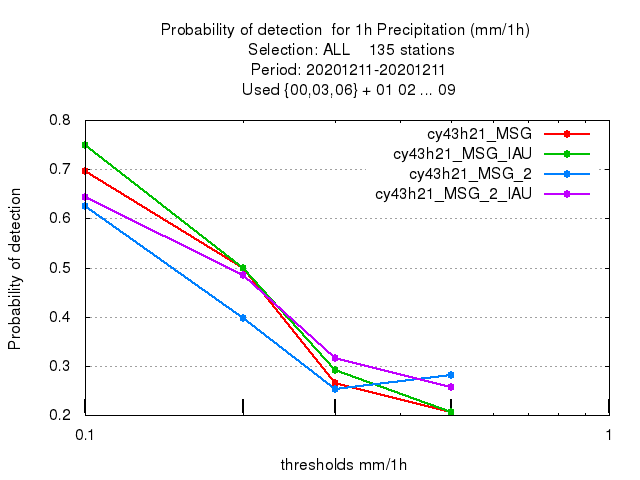 Probability of detection  for 1h Precipitation (mm/1h)
Selection: ALL    135 stations
Period: 20201211-20201211
Used {00,03,06} + 01 02 ... 09
0.8
0.7
0.6
0.5
0.4
0.3
0.2
Probability of detection
cy43h21_MSG
cy43h21_MSG_IAU
cy43h21_MSG_2
cy43h21_MSG_2_IAU
0.1 1
thresholds mm/1h